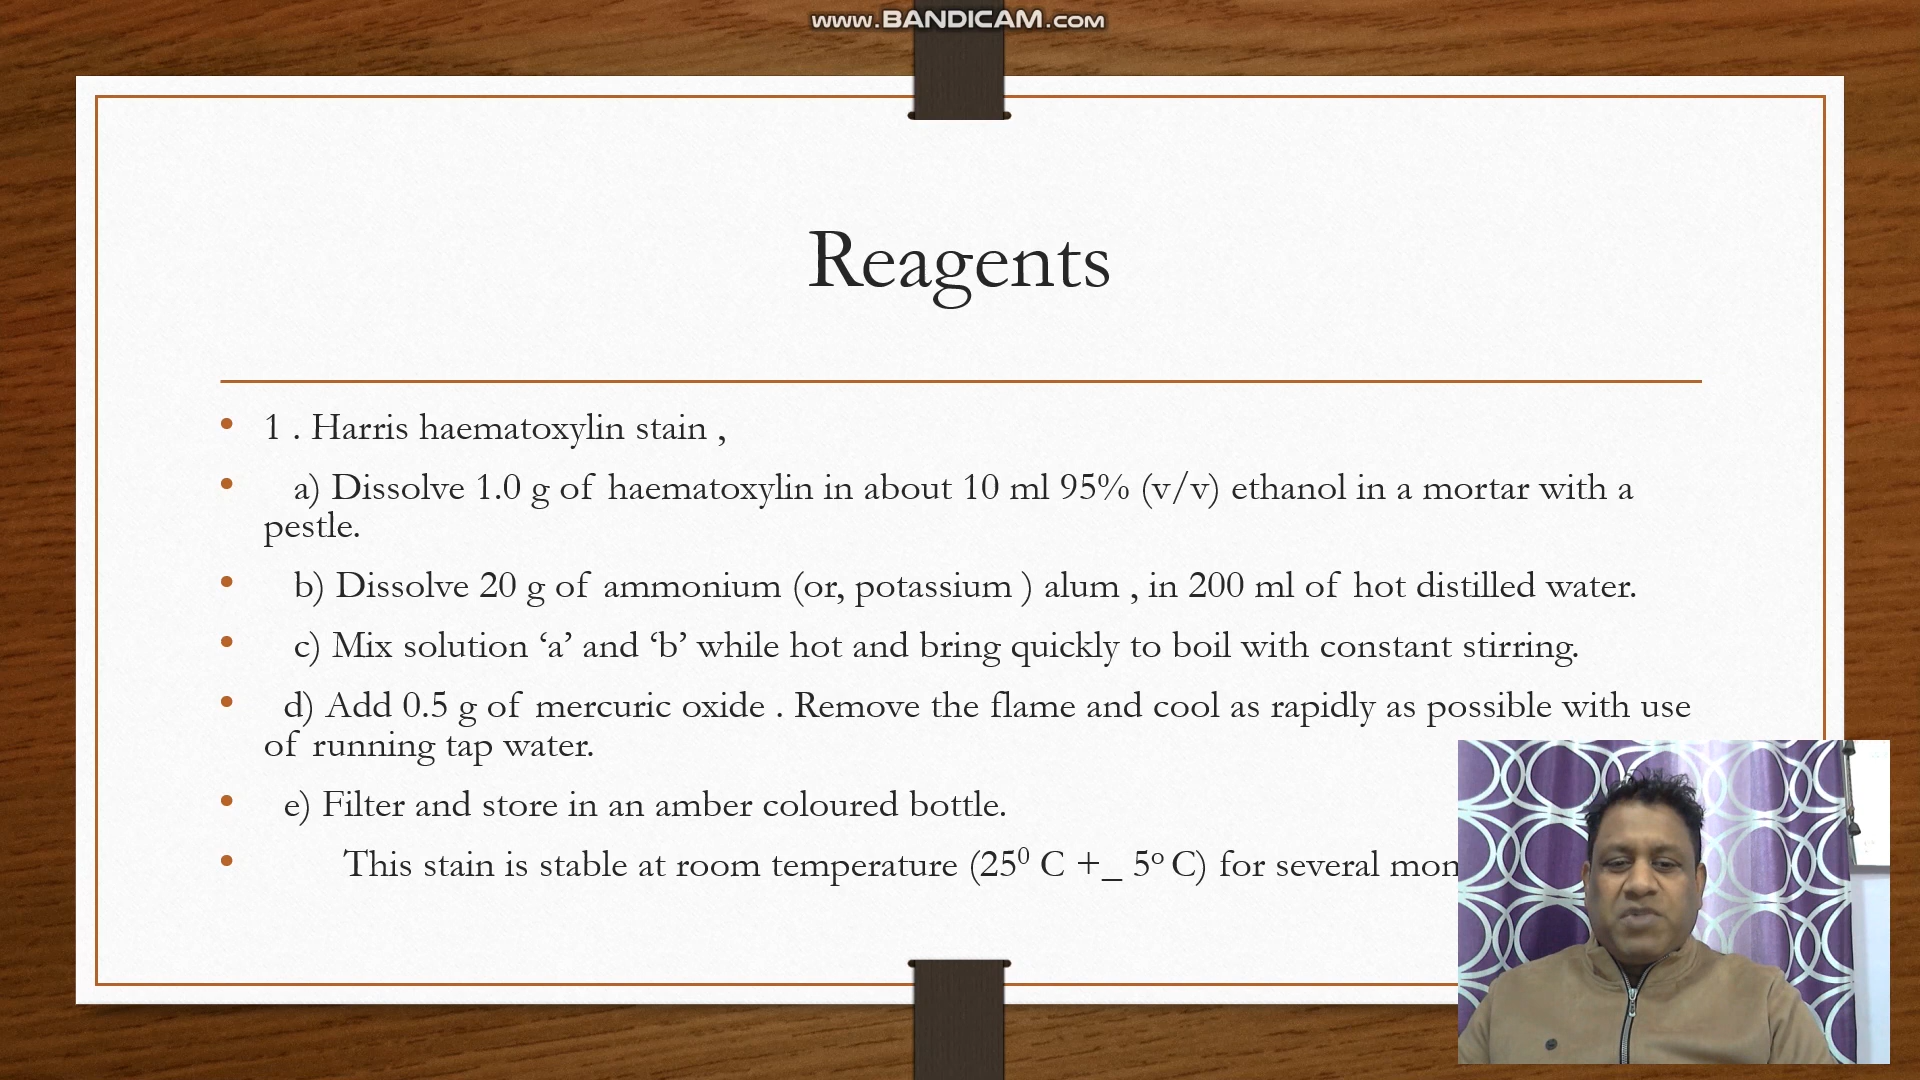 www.BANDICAM.com
Reagents
• 1 . Harris haematoxylin stain ,
• a) Dissolve 1.0 g of haematoxylin in about 10 ml 95% (v/v) ethanol in a mortar with a
pestle.
• b) Dissolve 20 g of ammonium (or, potassium ) alum , in 200 ml of hot distilled water.
• c) Mix solution ‘a’ and ‘b’ while hot and bring quickly to boil with constant stirring.
• d) Add 0.5 g of mercuric oxide . Remove the flame and cool as rapidly as possible with use
of running tap water.
• e) Filter and store in an amber coloured bottle.
• This stain is stable at room temperature (25⁰ C +_ 5ᵒ C) for several